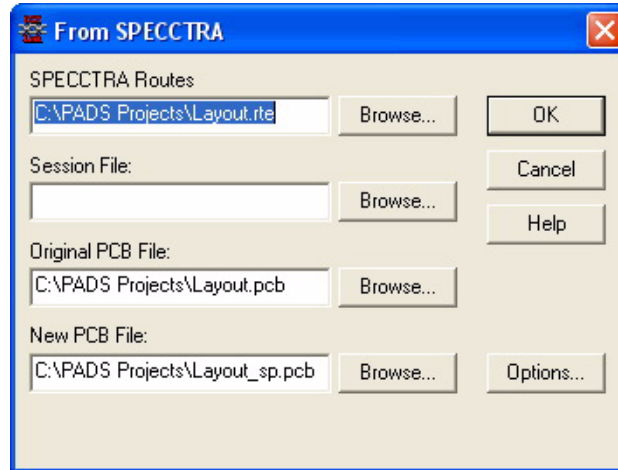 From SPECCTRA
SPECCTRA Routes
C:\PADS Projects\Layout.rte
Browse...
OK
Session File:
Browse...
Cancel
Help
Original PCB File:
C:\PADS Projects\Layout.pcb
Browse...
New PCB File:
C:\PADS Projects\Layout_sp.pcb
Browse...
Options...